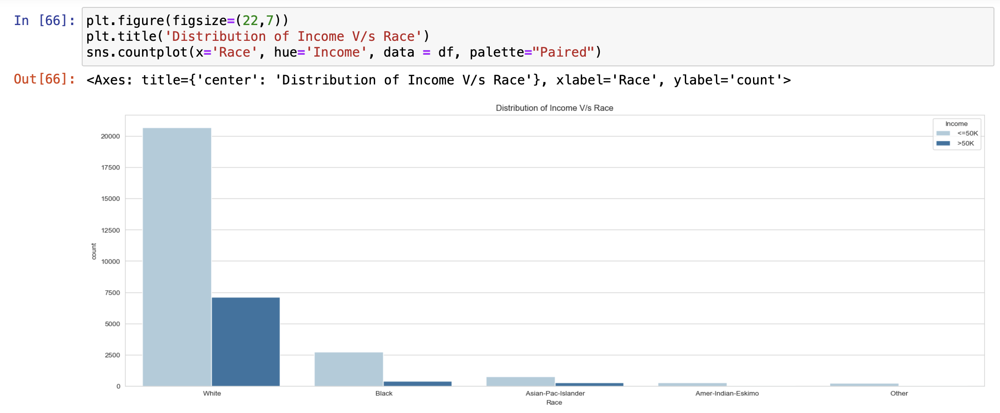 In [66]: plt.figure(figsize=(22,7))
plt.title('Distribution of Income V/s Race')
sns.countplot(x='Race', hue='Income', data = df, palette="Paired")
Out[66]: <Axes: title={'center': 'Distribution of Income V/s Race'}, xlabel='Race', ylabel='count'>
Distribution of Income V/s Race
Income
<=50K
>50K
20000
17500
15000
12500
10000
7500
5000
2500
0
count
White Black Asian-Pac-Islander Amer-Indian-Eskimo Other
Race